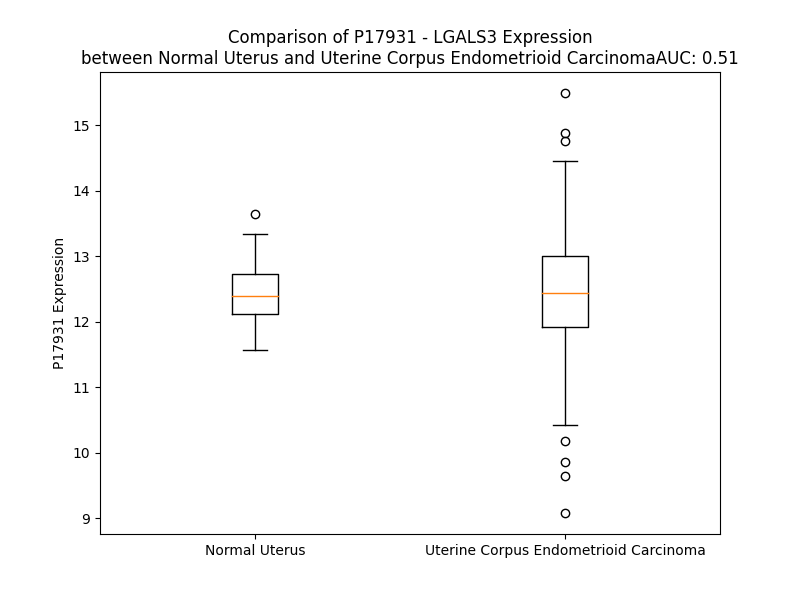 Comparison of P17931 - LGALS3 Expression
between Normal Uterus and Uterine Corpus Endometrioid CarcinomaAUC: 0.51
P17931 Expression
15
14
13
12
11
10
9
Normal Uterus
Uterine Corpus Endometrioid Carcinoma